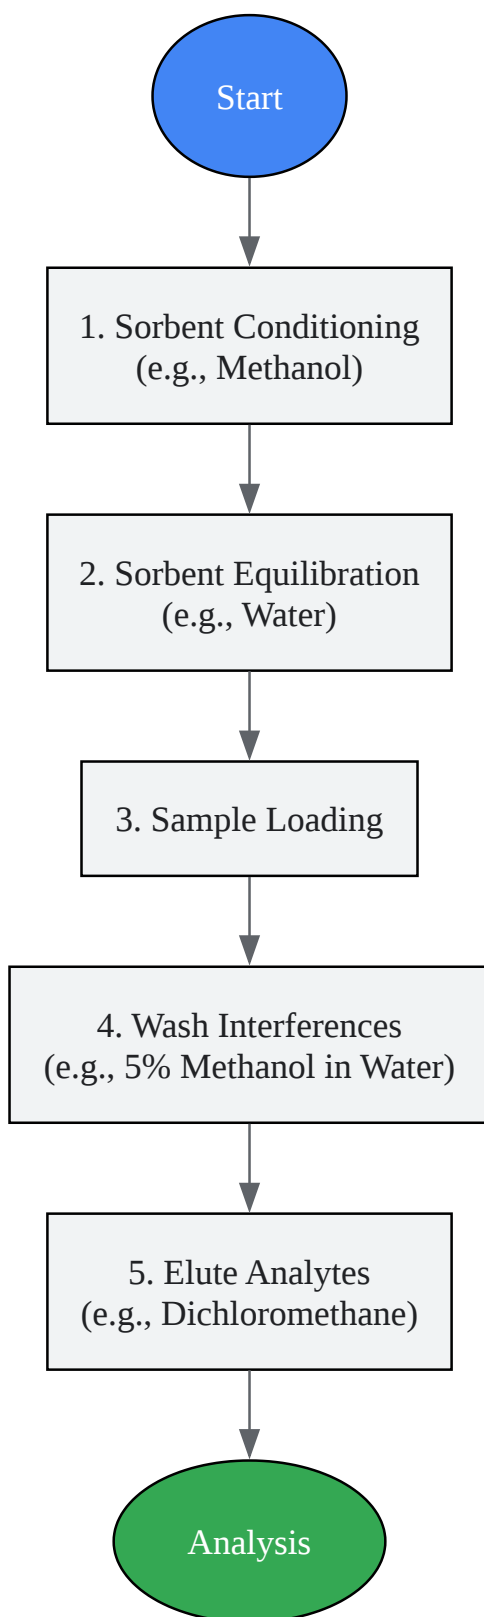 Start
1. Sorbent Conditioning
(e.g., Methanol)
2. Sorbent Equilibration
(e.g., Water)
3. Sample Loading
4. Wash Interferences
(e.g., 5% Methanol in Water)
5. Elute Analytes
(e.g., Dichloromethane)
Analysis